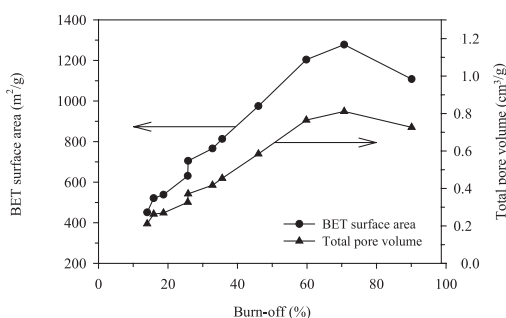 1400
1200
1000
800
600
400
200
BET surface area (m²/g)
1.2
1.0
0.8
0.6
0.4
0.2
0.0
Total pore volume (cm³/g)
BET surface area
Total pore volume
0 20 40 60 80 100
Burn-off (%)